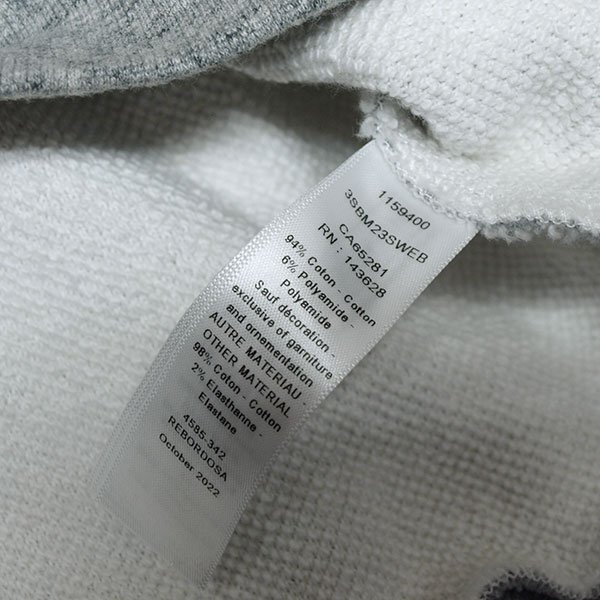 1159400
3SBM23SWEB
CA65281
RN : 143628
94% Coton - Cotton
6% Polyamide -
Polyamide
Sauf décoration -
exclusive of garniture
and ornementation
AUTRE MATERIAU
OTHER MATERIAL
98% Coton - Cotton
2% Elasthanne -
Elastane
4585-342
REBORDOSA
October 2022